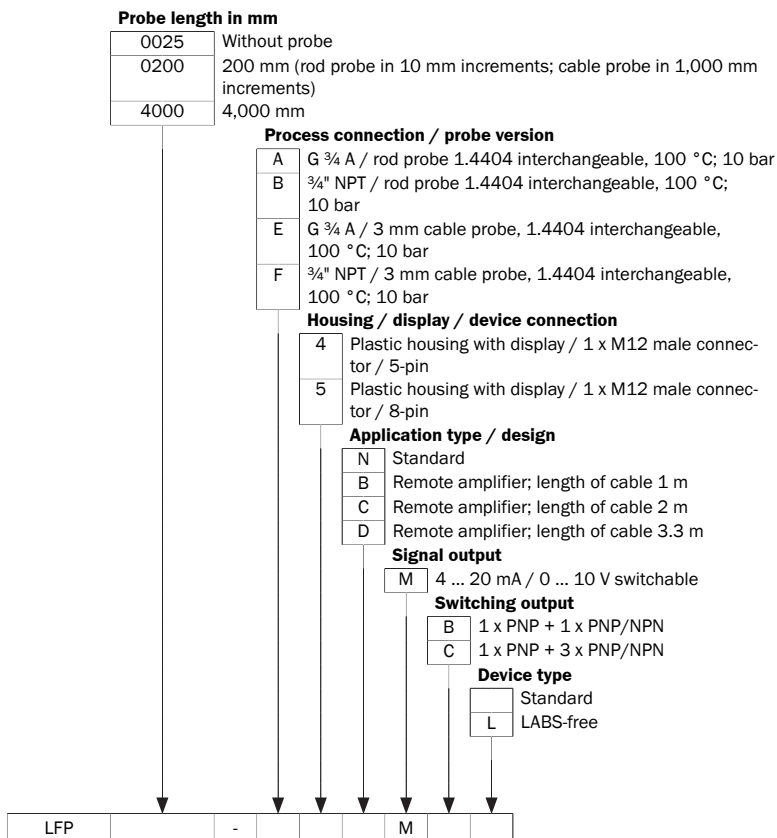 Probe length in mm
0025 Without probe
0200 200 mm (rod probe in 10 mm increments; cable probe in 1,000 mm
increments)
4000 4,000 mm
Process connection / probe version
A G ¾ A / rod probe 1.4404 interchangeable, 100 °C; 10 bar
B ¾" NPT / rod probe 1.4404 interchangeable, 100 °C;
10 bar
E G ¾ A / 3 mm cable probe, 1.4404 interchangeable,
100 °C; 10 bar
F ¾" NPT / 3 mm cable probe, 1.4404 interchangeable,
100 °C; 10 bar
Housing / display / device connection
4 Plastic housing with display / 1 x M12 male connec-
tor / 5-pin
5 Plastic housing with display / 1 x M12 male connec-
tor / 8-pin
Application type / design
N Standard
B Remote amplifier; length of cable 1 m
C Remote amplifier; length of cable 2 m
D Remote amplifier; length of cable 3.3 m
Signal output
M 4 ... 20 mA / 0 ... 10 V switchable
Switching output
B 1 x PNP + 1 x PNP/NPN
C 1 x PNP + 3 x PNP/NPN
Device type
Standard
L LABS-free
LFP - M